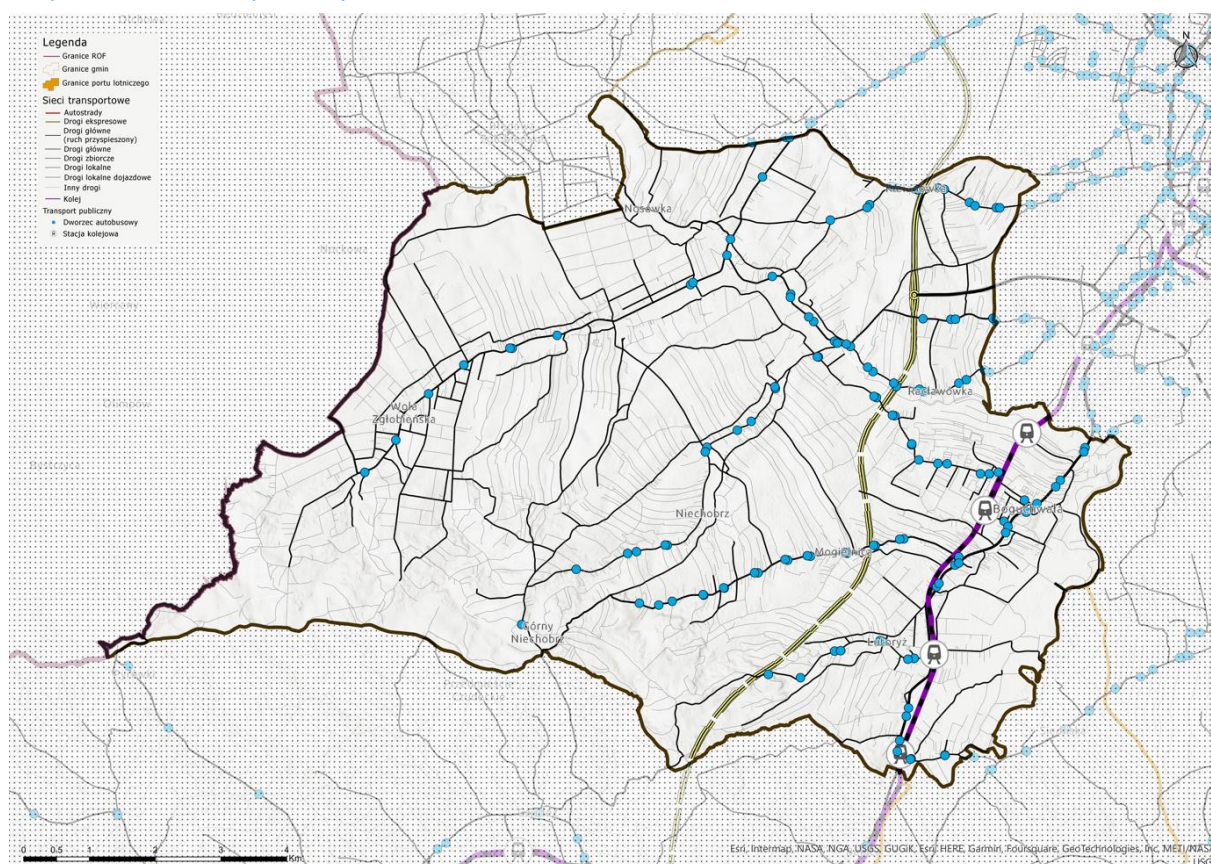 Legenda
Granice ROF
Granice gmin
Granice portu lotniczego
Sieci transportowe
Autostrady
Drogi ekspresowe
Drogi główne
(ruch przyspieszony)
Drogi główne
Drogi zbiorcze
Drogi lokalne
Drogi lokalne dojazdowe
Inny drogi
Kolej
Transport publiczny
Dworzec autobusowy
Stacja kolejowa
N
Nosówka
Racławówka
Wola
Zgłobieńska
Niechobrz
Boguchwała
Mogielnica
Górny
Niechobrz
Lutoryż
0 0.5 1 2 3 4
Km
Esri, Intermap, NASA, NGA, USGS, GUGiK, Esri, HERE, Garmin, Foursquare, GeoTechnologies, Inc, METI/NAS
USG